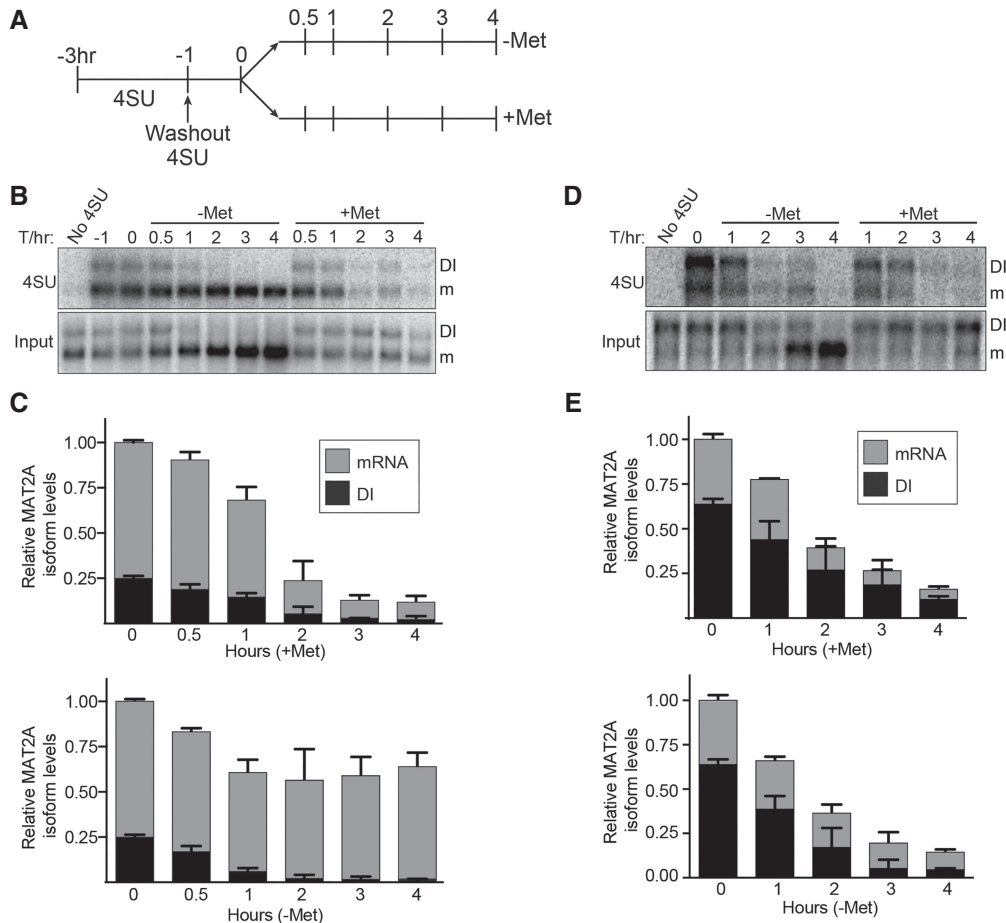 A
-3hr
-1
0
0.5 1 2 3 4
-Met
4SU
Washout
4SU
+Met
B
No 4SU
-Met
+Met
T/hr: -1 0 0.5 1 2 3 4 0.5 1 2 3 4
4SU
DI
m
Input
DI
m
C
Relative MAT2A
isoform levels
1.00
0.75
0.50
0.25
mRNA
DI
0 0.5 1 2 3 4
Hours (+Met)
Relative MAT2A
isoform levels
1.00
0.75
0.50
0.25
0 0.5 1 2 3 4
Hours (-Met)
D
No 4SU
-Met
+Met
T/hr: 0 1 2 3 4 1 2 3 4
4SU
DI
m
Input
DI
m
E
Relative MAT2A
isoform levels
1.00
0.75
0.50
0.25
mRNA
DI
0 1 2 3 4
Hours (+Met)
Relative MAT2A
isoform levels
1.00
0.75
0.50
0.25
0.00
0 1 2 3 4
Hours (-Met)